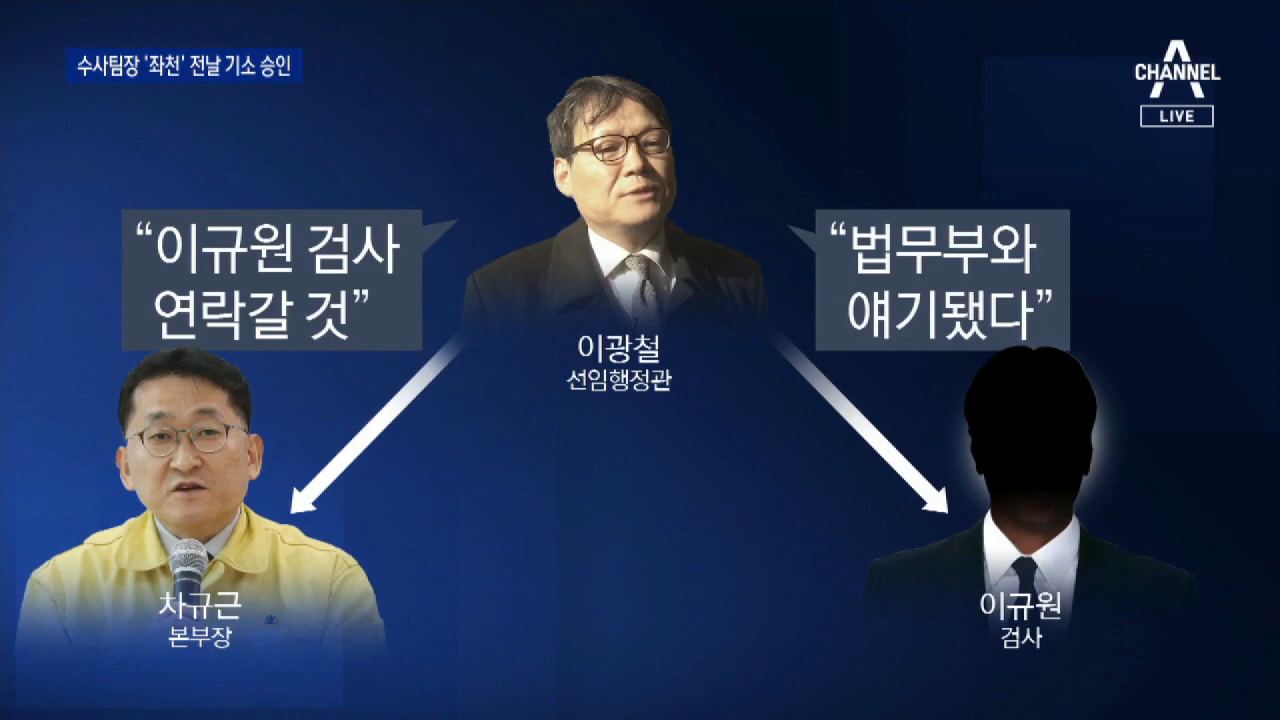 수사팀장 '좌천' 전날 기소 승인
CHANNEL A
LIVE
“이규원 검사
연락갈 것”
“법무부와
얘기됐다”
이광철
선임행정관
차규근
본부장
이규원
검사